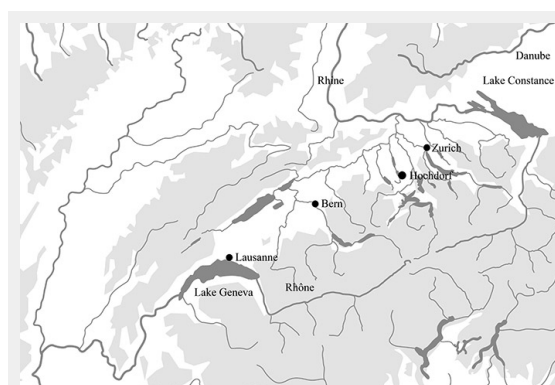 Danube
Rhine
Lake Constance
Zurich
Hochdorf
Bern
Lausanne
Rhône
Lake Geneva